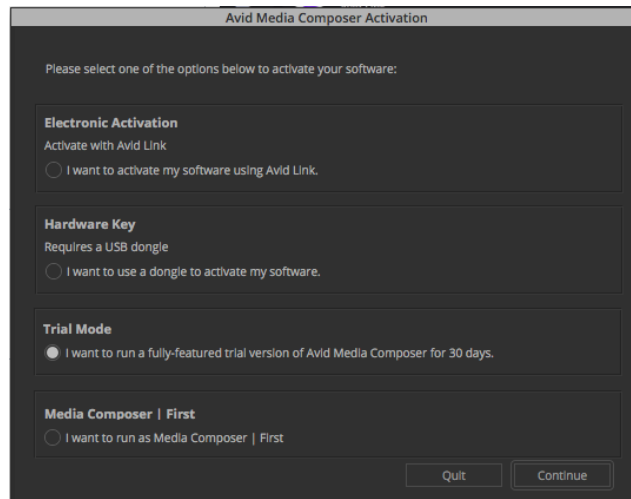 Avid Media Composer Activation
Please select one of the options below to activate your software:
Electronic Activation
Activate with Avid Link
I want to activate my software using Avid Link.
Hardware Key
Requires a USB dongle
I want to use a dongle to activate my software.
Trial Mode
I want to run a fully-featured trial version of Avid Media Composer for 30 days.
Media Composer | First
I want to run as Media Composer | First
Quit
Continue